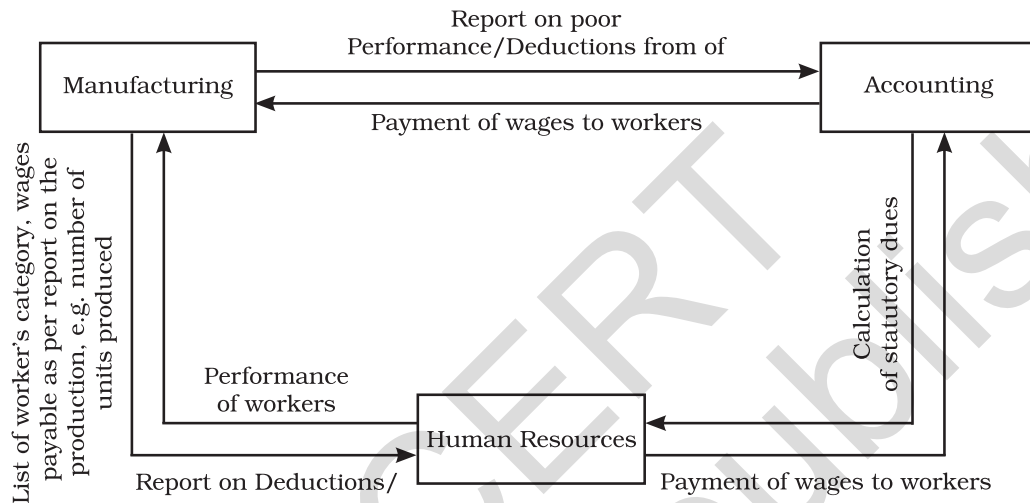 Report on poor
Performance/Deductions from of
Manufacturing
Accounting
Payment of wages to workers
List of worker's category, wages
payable as per report on the
production, e.g. number of
units produced
Calculation
of statutory dues
Performance
of workers
Human Resources
Report on Deductions/
Payment of wages to workers